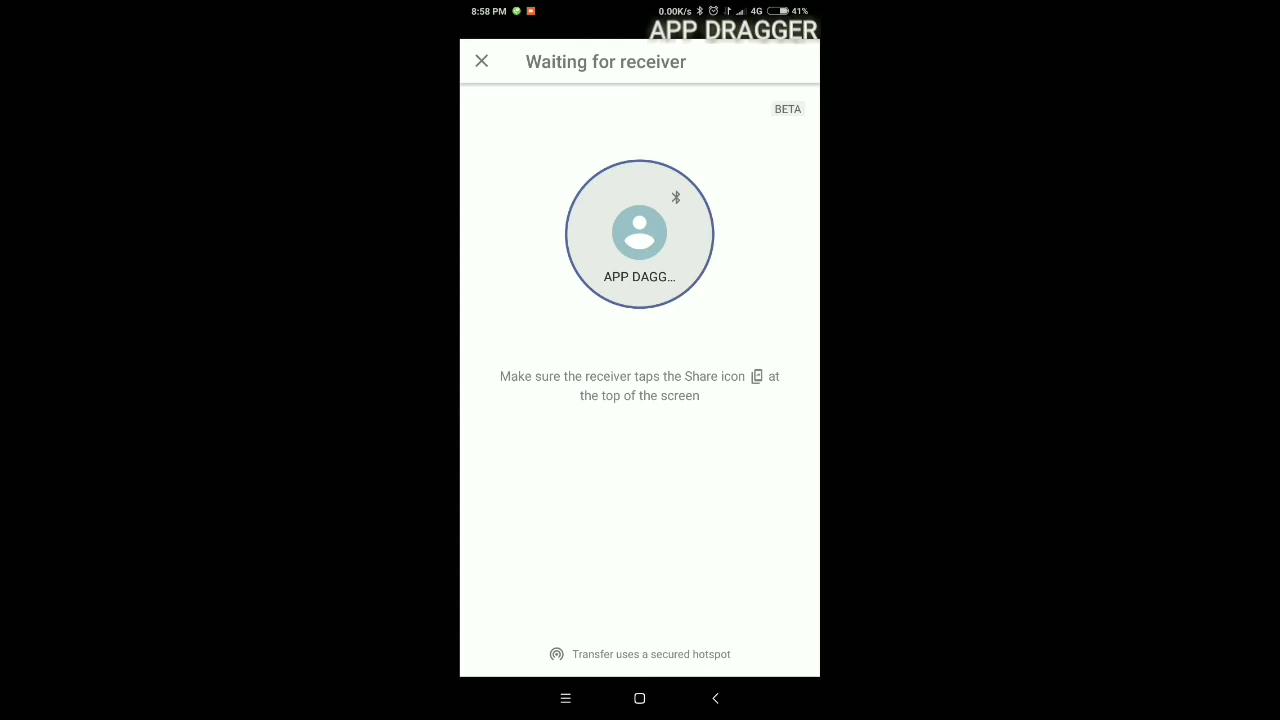 8:58 PM 0.00K/s 4G 41%
APP DRAGGER
Waiting for receiver
BETA
APP DAGG...
Make sure the receiver taps the Share icon at
the top of the screen
Transfer uses a secured hotspot